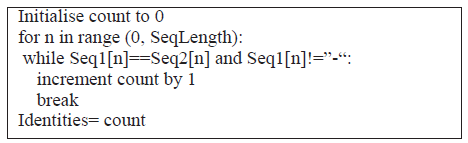 Initialise count to 0
for n in range (0, SeqLength):
while Seq1[n]==Seq2[n] and Seq1[n]!=”-“:
increment count by 1
break
Identities= count